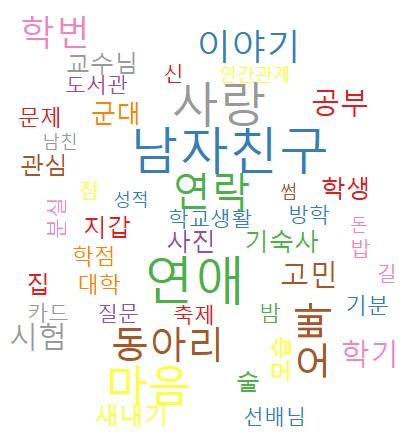 학번
이야기
교수님
신
인간관계
도서관
사랑
공부
문제
군대
남자친구
남친
관심
연락
썸
학생
잠
성적
분실
지갑
학교생활
방학
돈
사진
기숙사
밥
학점
연애
고민
길
집
대학
카드
질문
축제
밤
기분
시험
동아리
학기
마음
술
새내기
선배님